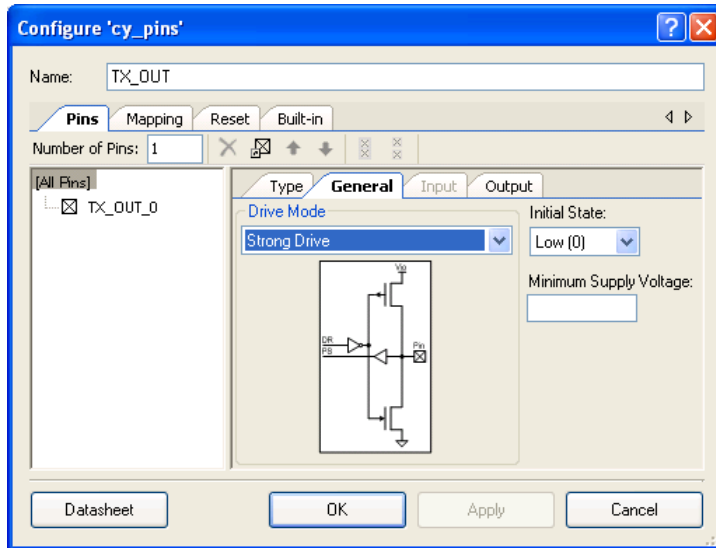 Configure 'cy_pins'
Name: TX_OUT
Pins Mapping Reset Built-in
Number of Pins: 1
[All Pins]
TX_OUT_0
Type General Input Output
Drive Mode
Strong Drive
Initial State:
Low (0)
Minimum Supply Voltage:
Vio
DR
PS
Pin
Datasheet OK Apply Cancel